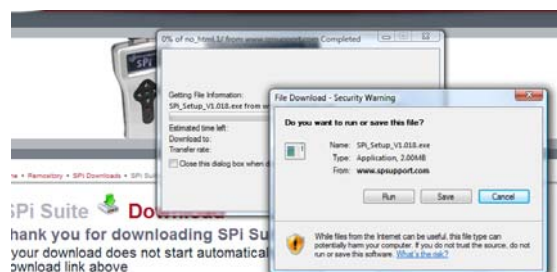 SPi
0% of no_html,1/ from www.spsupport.com Completed
Getting File Information:
SPi_Setup_V1.018.exe from
Estimated time left:
Download to:
Transfer rate:
Close this dialog box when d
File Download - Security Warning
Do you want to run or save this file?
Name: SPi_Setup_V1.018.exe
Type: Application, 2.00MB
From: www.spsupport.com
Run Save Cancel
While files from the Internet can be useful, this file type can
potentially harm your computer. If you do not trust the source, do not
run or save this software. What's the risk?
Remository • SPi Downloads • SPi
SPi Suite Download
hank you for downloading SPi Su
your download does not start automatical
ownload link above